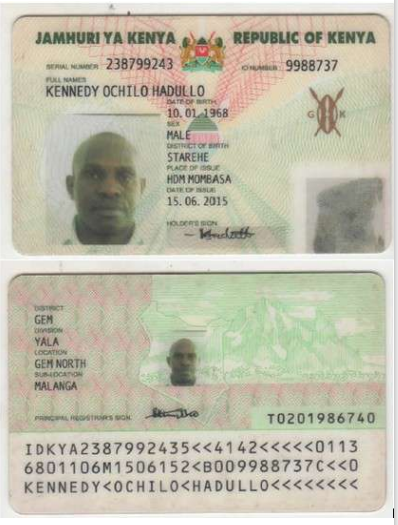 JAMHURI YA KENYA REPUBLIC OF KENYA
SERIAL NUMBER 238799243 ID NUMBER 9988737
FULL NAMES
KENNEDY OCHILO HADULLO
DATE OF BIRTH
10.01.1968
SEX
MALE
DISTRICT OF BIRTH
STAREHE
G K
PLACE OF ISSUE
HDM MOMBASA
DATE OF ISSUE
15.06.2015
HOLDER'S SIGN.
DISTRICT
GEM
DIVISION
YALA
LOCATION
GEM NORTH
SUB-LOCATION
MALANGA
PRINCIPAL REGISTRAR'S SIGN. T0201986740
IDKYA2387992435<<4142<<<<<0113
6801106M1506152<B009988737C<<0
KENNEDY<OCHILO<HADULLO<<<<<<<<